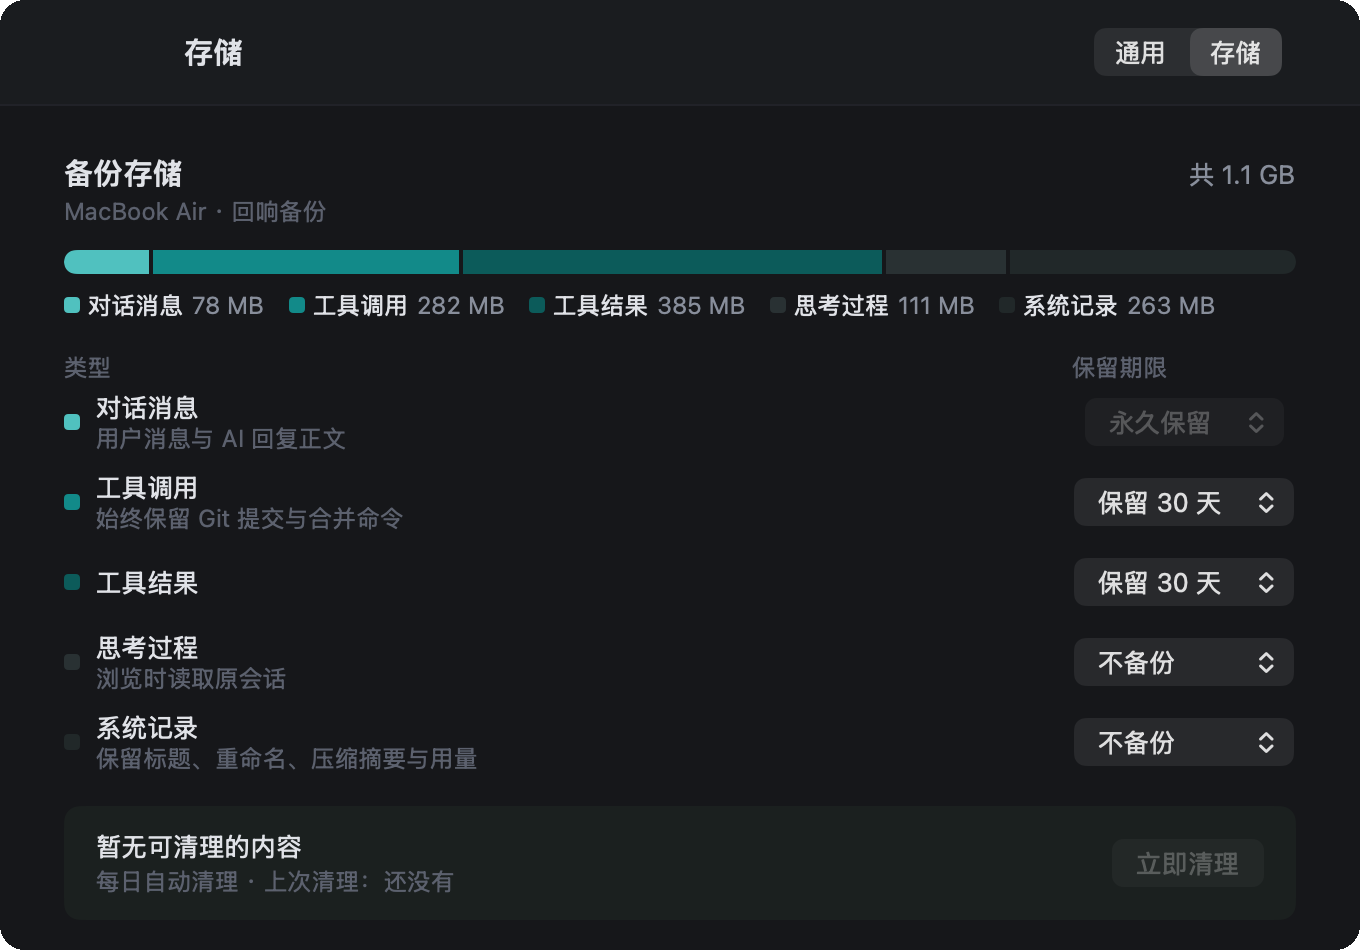 存储
通用
存储
备份存储
共 1.1 GB
MacBook Air · 回响备份
对话消息 78 MB 工具调用 282 MB 工具结果 385 MB 思考过程 111 MB 系统记录 263 MB
类型
保留期限
对话消息
用户消息与 AI 回复正文
永久保留
工具调用
始终保留 Git 提交与合并命令
保留 30 天
工具结果
保留 30 天
思考过程
浏览时读取原会话
不备份
系统记录
保留标题、重命名、压缩摘要与用量
不备份
暂无可清理的内容
每日自动清理 · 上次清理：还没有
立即清理